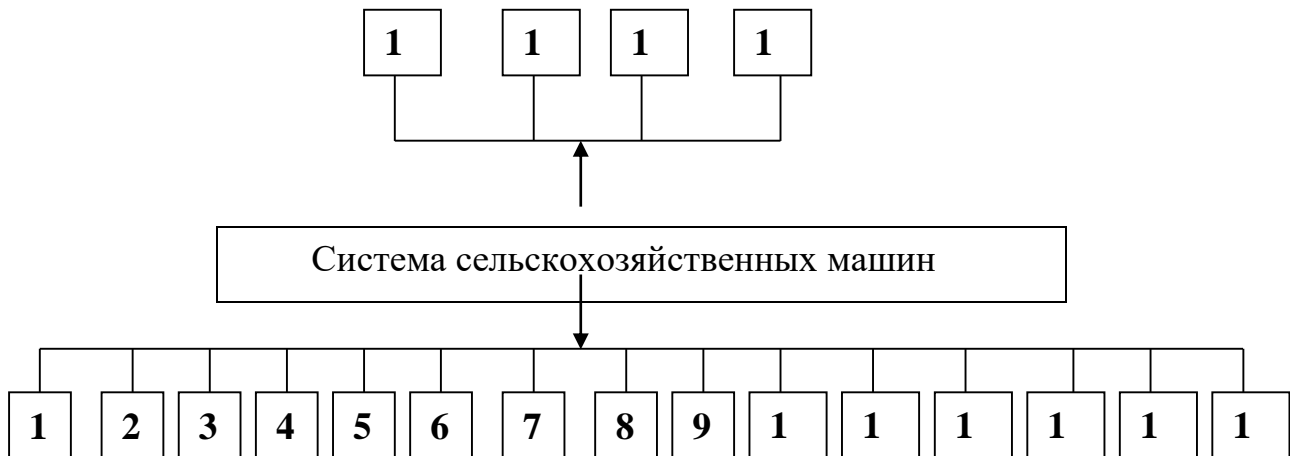 1 1 1 1
Система сельскохозяйственных машин
1 2 3 4 5 6 7 8 9 1 1 1 1 1 1